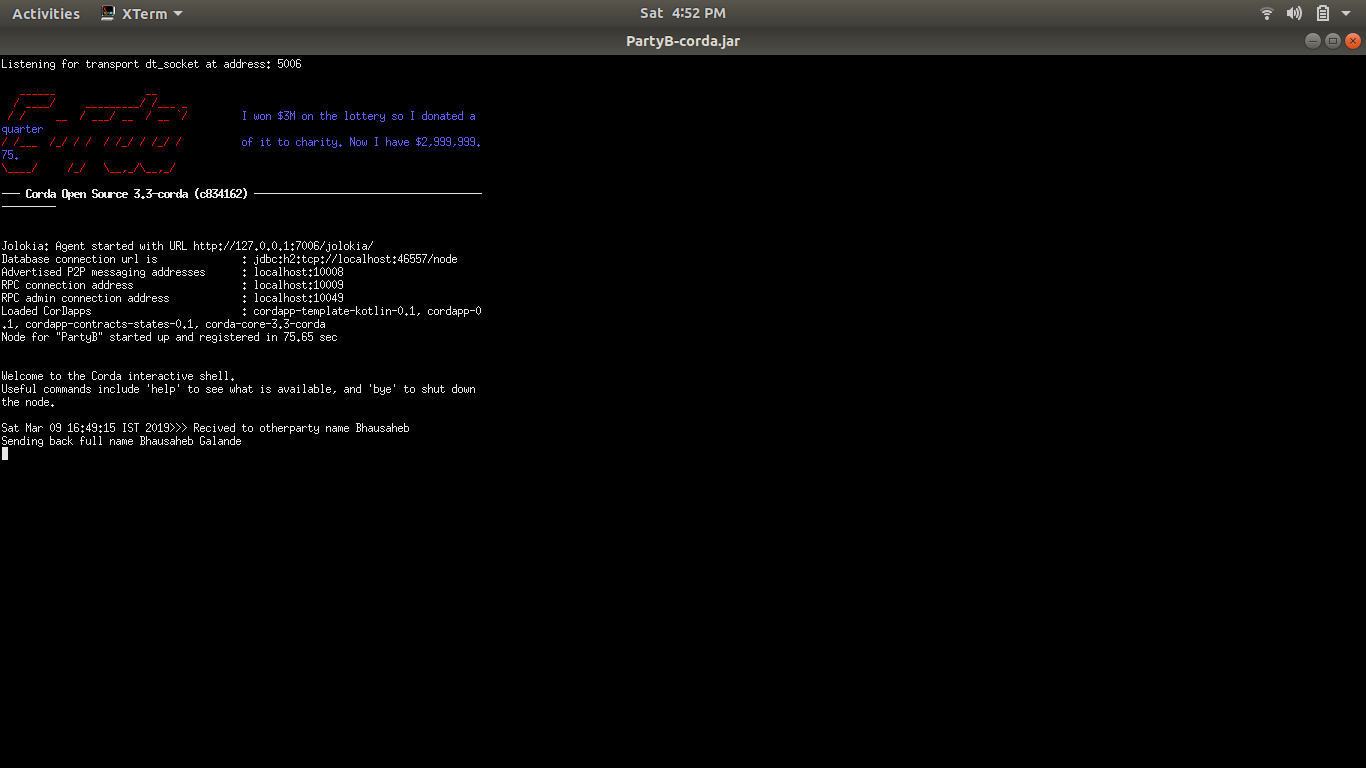 Activities XTerm Sat 4:52 PM
PartyB-corda.jar
Listening for transport dt_socket at address: 5006
I won $3M on the lottery so I donated a
quarter
of it to charity. Now I have $2,999,999.
75.
--- Corda Open Source 3.3-corda (c834162) --------------------------------------
---------
Jolokia: Agent started with URL http://127.0.0.1:7006/jolokia/
Database connection url is : jdbc:h2:tcp://localhost:46557/node
Advertised P2P messaging addresses : localhost:10008
RPC connection address : localhost:10009
RPC admin connection address : localhost:10049
Loaded CorDapps : cordapp-template-kotlin-0.1, cordapp-0
.1, cordapp-contracts-states-0.1, corda-core-3.3-corda
Node for "PartyB" started up and registered in 75.65 sec
Welcome to the Corda interactive shell.
Useful commands include 'help' to see what is available, and 'bye' to shut down
the node.
Sat Mar 09 16:49:15 IST 2019>>> Recived to otherparty name Bhausaheb
Sending back full name Bhausaheb Galande